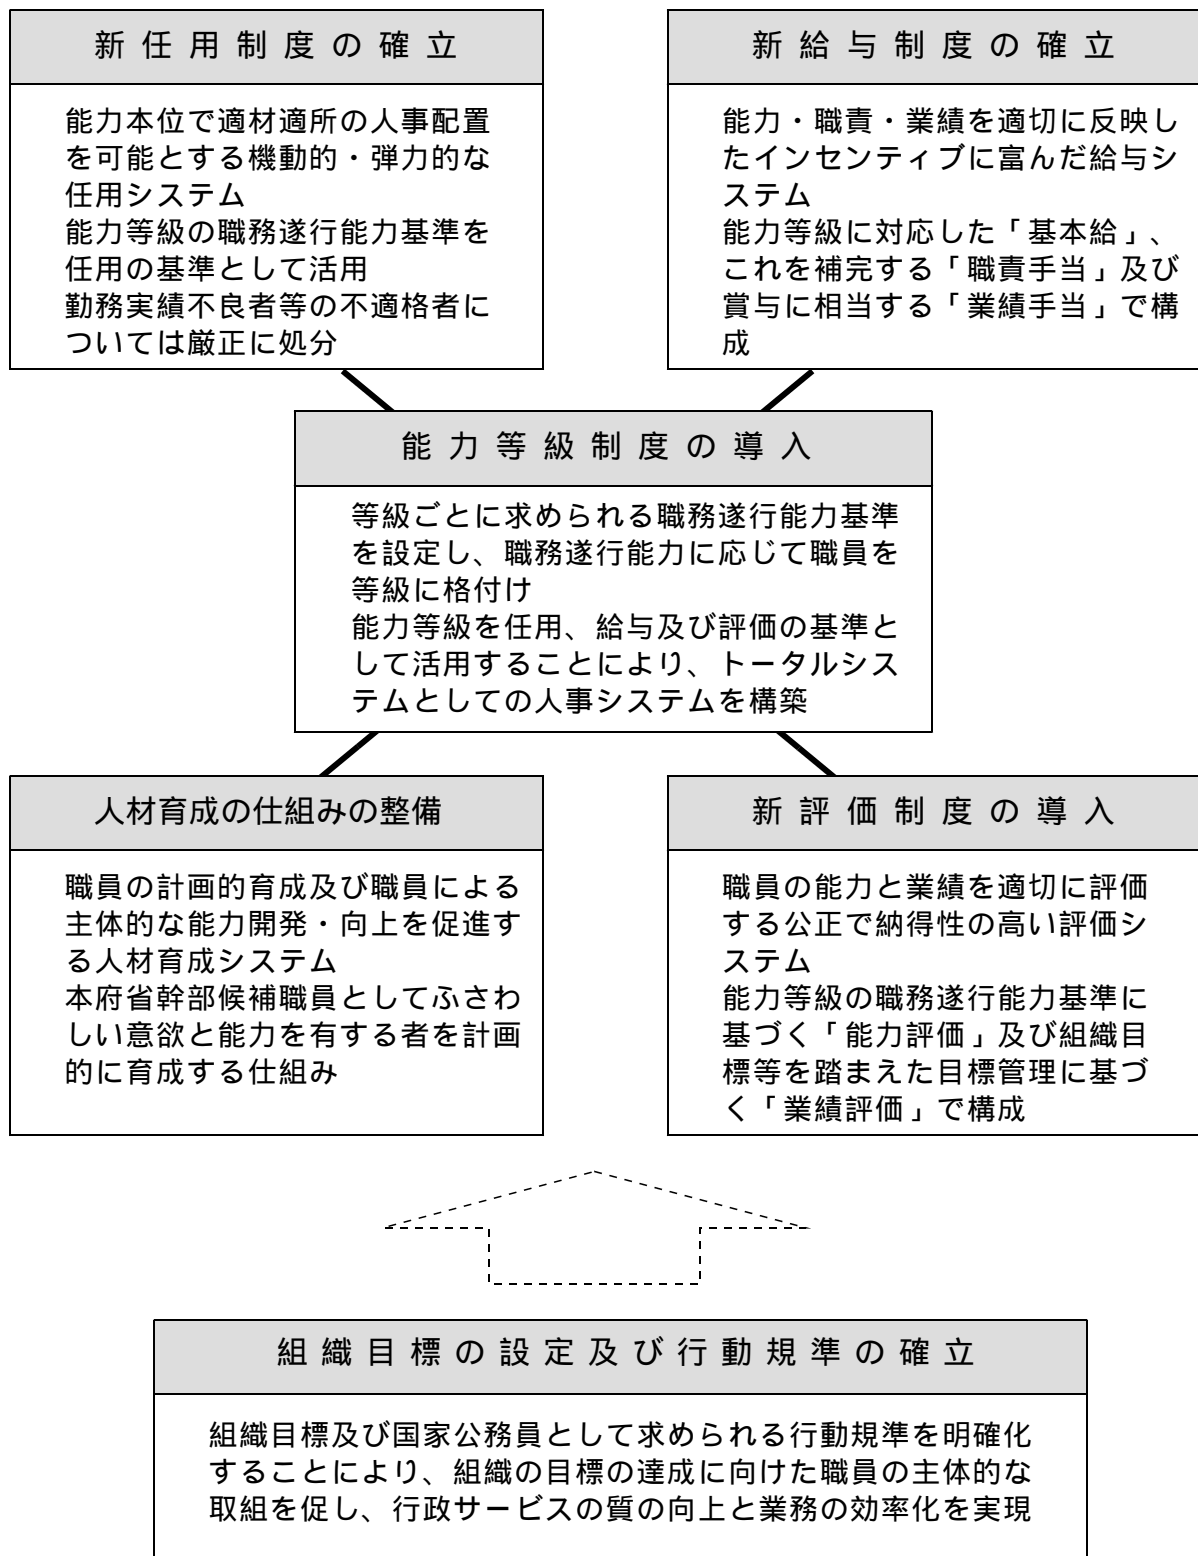 新任用制度の確立
能力本位で適材適所の人事配置
を可能とする機動的・弾力的な
任用システム
能力等級の職務遂行能力基準を
任用の基準として活用
勤務実績不良者等の不適格者に
ついては厳正に処分
新給与制度の確立
能力・職責・業績を適切に反映し
たインセンティブに富んだ給与シ
ステム
能力等級に対応した「基本給」、
これを補完する「職責手当」及び
賞与に相当する「業績手当」で構
成
能力等級制度の導入
等級ごとに求められる職務遂行能力基準
を設定し、職務遂行能力に応じて職員を
等級に格付け
能力等級を任用、給与及び評価の基準と
して活用することにより、トータルシス
テムとしての人事システムを構築
人材育成の仕組みの整備
職員の計画的育成及び職員による
主体的な能力開発・向上を促進す
る人材育成システム
本府省幹部候補職員としてふさわ
しい意欲と能力を有する者を計画
的に育成する仕組み
新評価制度の導入
職員の能力と業績を適切に評価
する公正で納得性の高い評価シ
ステム
能力等級の職務遂行能力基準に
基づく「能力評価」及び組織目
標等を踏まえた目標管理に基づ
く「業績評価」で構成
組織目標の設定及び行動規準の確立
組織目標及び国家公務員として求められる行動規準を明確化
することにより、組織の目標の達成に向けた職員の主体的な
取組を促し、行政サービスの質の向上と業務の効率化を実現